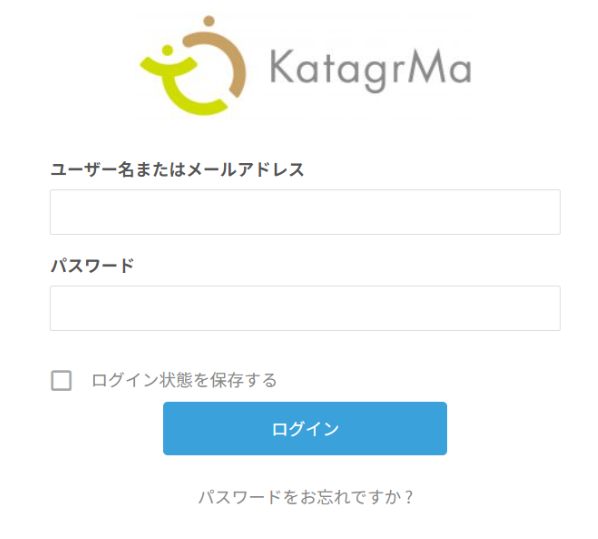 KatagrMa
ユーザー名またはメールアドレス
パスワード
ログイン状態を保存する
ログイン
パスワードをお忘れですか ?